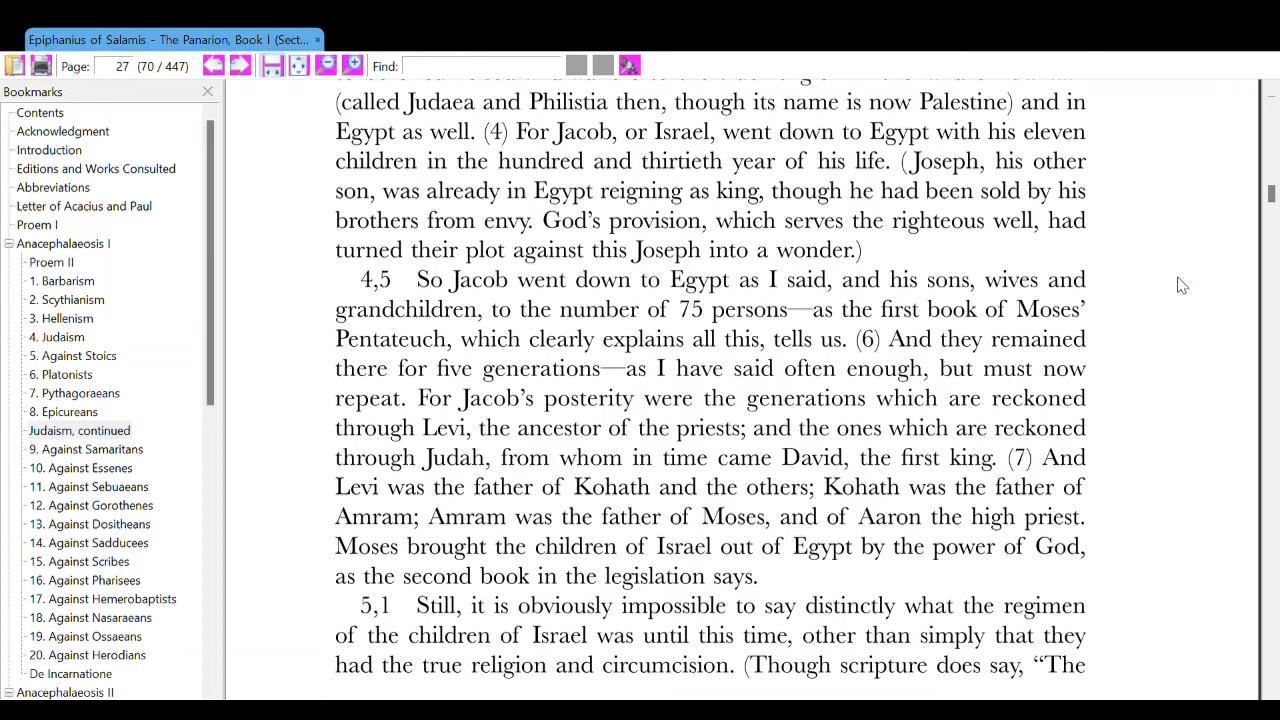 Epiphanius of Salamis - The Panarion, Book I (Sect... ×
Page: 27 (70 / 447) Find:
Bookmarks
Contents
Acknowledgment
Introduction
Editions and Works Consulted
Abbreviations
Letter of Acacius and Paul
Proem I
Anacephalaeosis I
Proem II
1. Barbarism
2. Scythianism
3. Hellenism
4. Judaism
5. Against Stoics
6. Platonists
7. Pythagoraeans
8. Epicureans
Judaism, continued
9. Against Samaritans
10. Against Essenes
11. Against Sebuaeans
12. Against Gorothenes
13. Against Dositheans
14. Against Sadducees
15. Against Scribes
16. Against Pharisees
17. Against Hemerobaptists
18. Against Nasaraeans
19. Against Ossaeans
20. Against Herodians
De Incarnatione
Anacephalaeosis II
(called Judaea and Philistia then, though its name is now Palestine) and in
Egypt as well. (4) For Jacob, or Israel, went down to Egypt with his eleven
children in the hundred and thirtieth year of his life. (Joseph, his other
son, was already in Egypt reigning as king, though he had been sold by his
brothers from envy. God's provision, which serves the righteous well, had
turned their plot against this Joseph into a wonder.)
4,5 So Jacob went down to Egypt as I said, and his sons, wives and
grandchildren, to the number of 75 persons—as the first book of Moses'
Pentateuch, which clearly explains all this, tells us. (6) And they remained
there for five generations—as I have said often enough, but must now
repeat. For Jacob's posterity were the generations which are reckoned
through Levi, the ancestor of the priests; and the ones which are reckoned
through Judah, from whom in time came David, the first king. (7) And
Levi was the father of Kohath and the others; Kohath was the father of
Amram; Amram was the father of Moses, and of Aaron the high priest.
Moses brought the children of Israel out of Egypt by the power of God,
as the second book in the legislation says.
5,1 Still, it is obviously impossible to say distinctly what the regimen
of the children of Israel was until this time, other than simply that they
had the true religion and circumcision. (Though scripture does say, “The